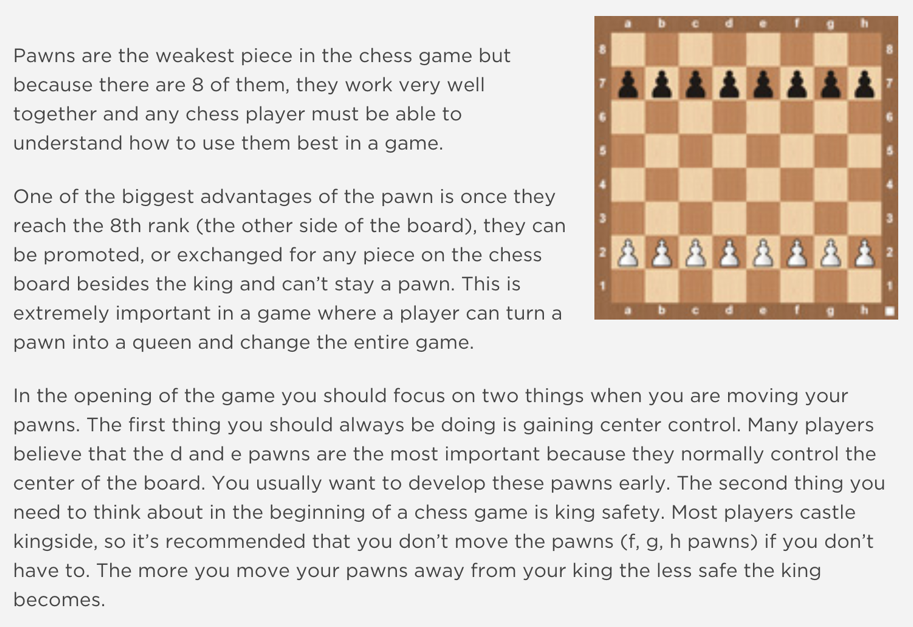 Pawns are the weakest piece in the chess game but
because there are 8 of them, they work very well
together and any chess player must be able to
understand how to use them best in a game.
One of the biggest advantages of the pawn is once they
reach the 8th rank (the other side of the board), they can
be promoted, or exchanged for any piece on the chess
board besides the king and can’t stay a pawn. This is
extremely important in a game where a player can turn a
pawn into a queen and change the entire game.
a b c d e f g h
8 8
7 7
6 6
5 5
4 4
3 3
2 2
1 1
a b c d e f g h
In the opening of the game you should focus on two things when you are moving your
pawns. The first thing you should always be doing is gaining center control. Many players
believe that the d and e pawns are the most important because they normally control the
center of the board. You usually want to develop these pawns early. The second thing you
need to think about in the beginning of a chess game is king safety. Most players castle
kingside, so it’s recommended that you don’t move the pawns (f, g, h pawns) if you don’t
have to. The more you move your pawns away from your king the less safe the king
becomes.